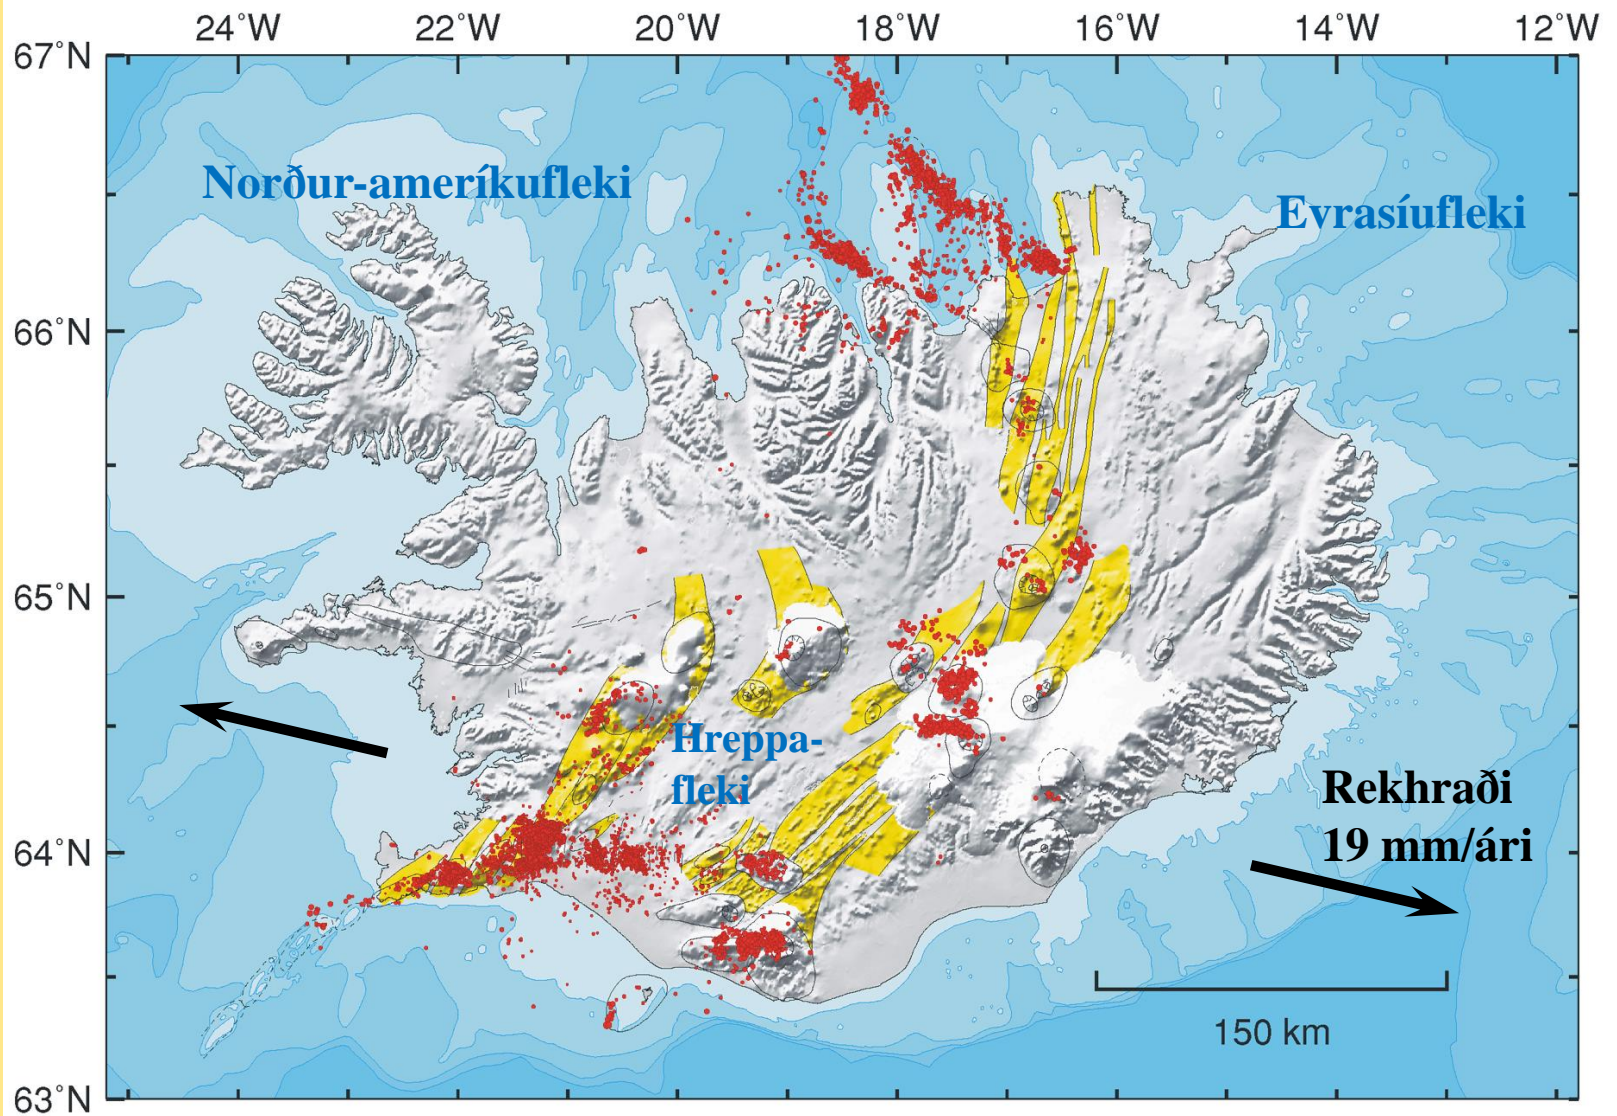 24°W 22°W 20°W 18°W 16°W 14°W 12°W
67°N
Norður-ameríkufleki
Evrasíufleki
66°N
65°N
Hreppa-
fleki
Rekhraði
19 mm/ári
64°N
150 km
63°N